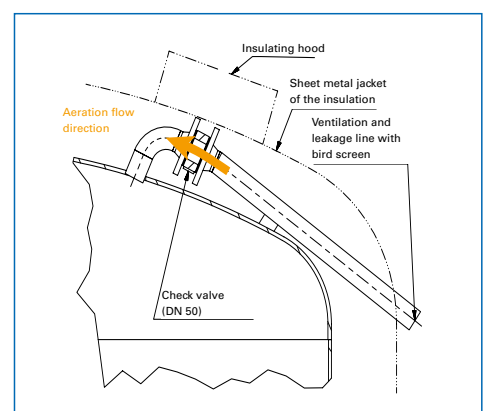 Insulating hood
Sheet metal jacket
of the insulation
Aeration flow
direction
Ventilation and
leakage line with
bird screen
Check valve
(DN 50)